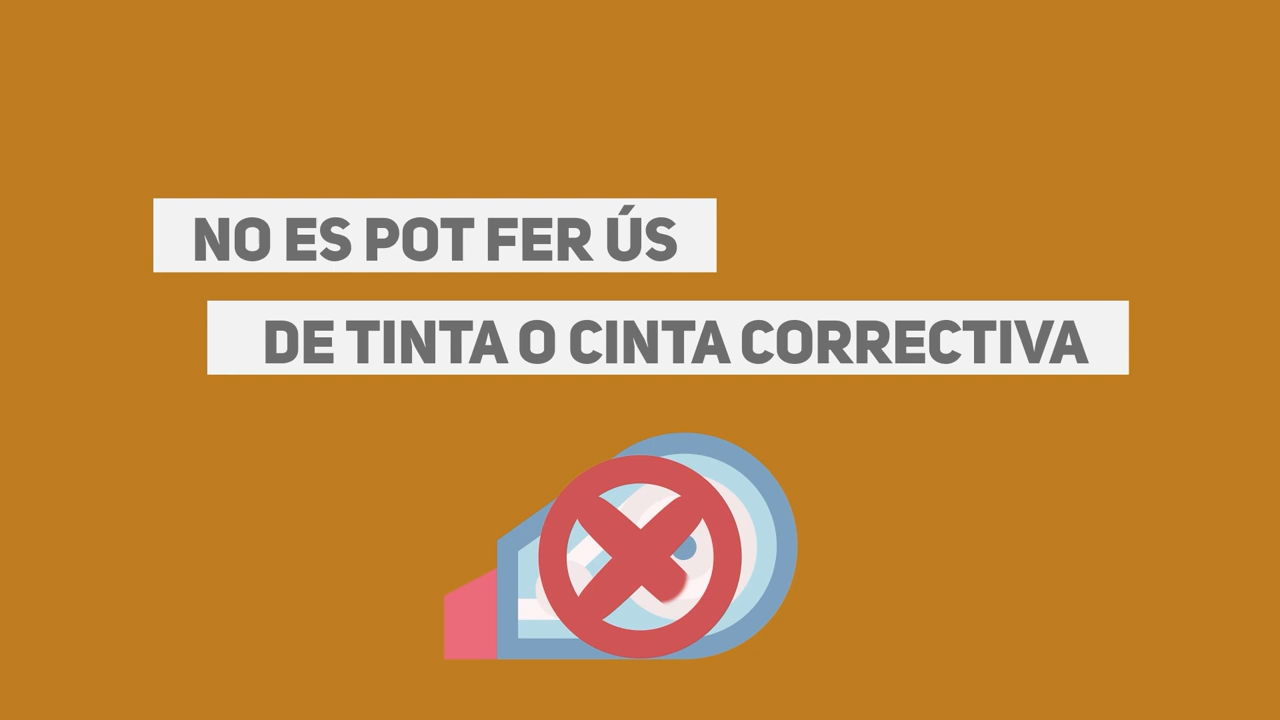 NO ES POT FER ÚS
DE TINTA O CINTA CORRECTIVA